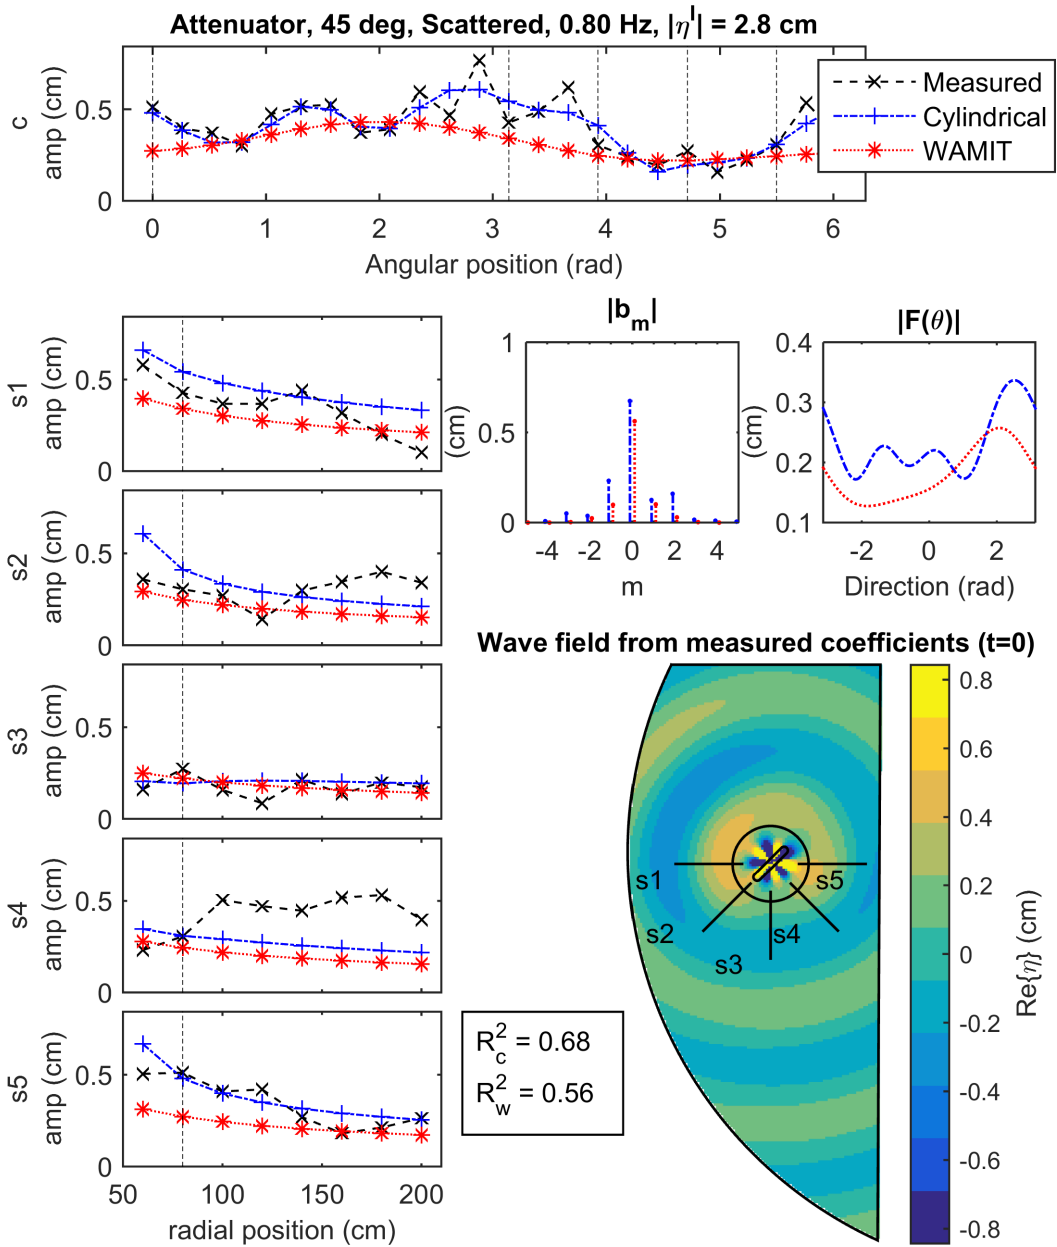 Attenuator, 45 deg, Scattered, 0.80 Hz, |η^I| = 2.8 cm
c
amp (cm)
0.5
0
0 1 2 3 4 5 6
Angular position (rad)
Measured
Cylindrical
WAMIT
s1
amp (cm)
0.5
0
s2
amp (cm)
0.5
0
s3
amp (cm)
0.5
0
s4
amp (cm)
0.5
0
s5
amp (cm)
0.5
0
50 100 150 200
radial position (cm)
|b_m|
(cm)
1
0.5
0
-4 -2 0 2 4
m
|F(θ)|
(cm)
0.4
0.3
0.2
0.1
-2 0 2
Direction (rad)
Wave field from measured coefficients (t=0)
s1
s2
s3
s4
s5
0.8
0.6
0.4
0.2
0
-0.2
-0.4
-0.6
-0.8
Re{η} (cm)
R_c^2 = 0.68
R_w^2 = 0.56